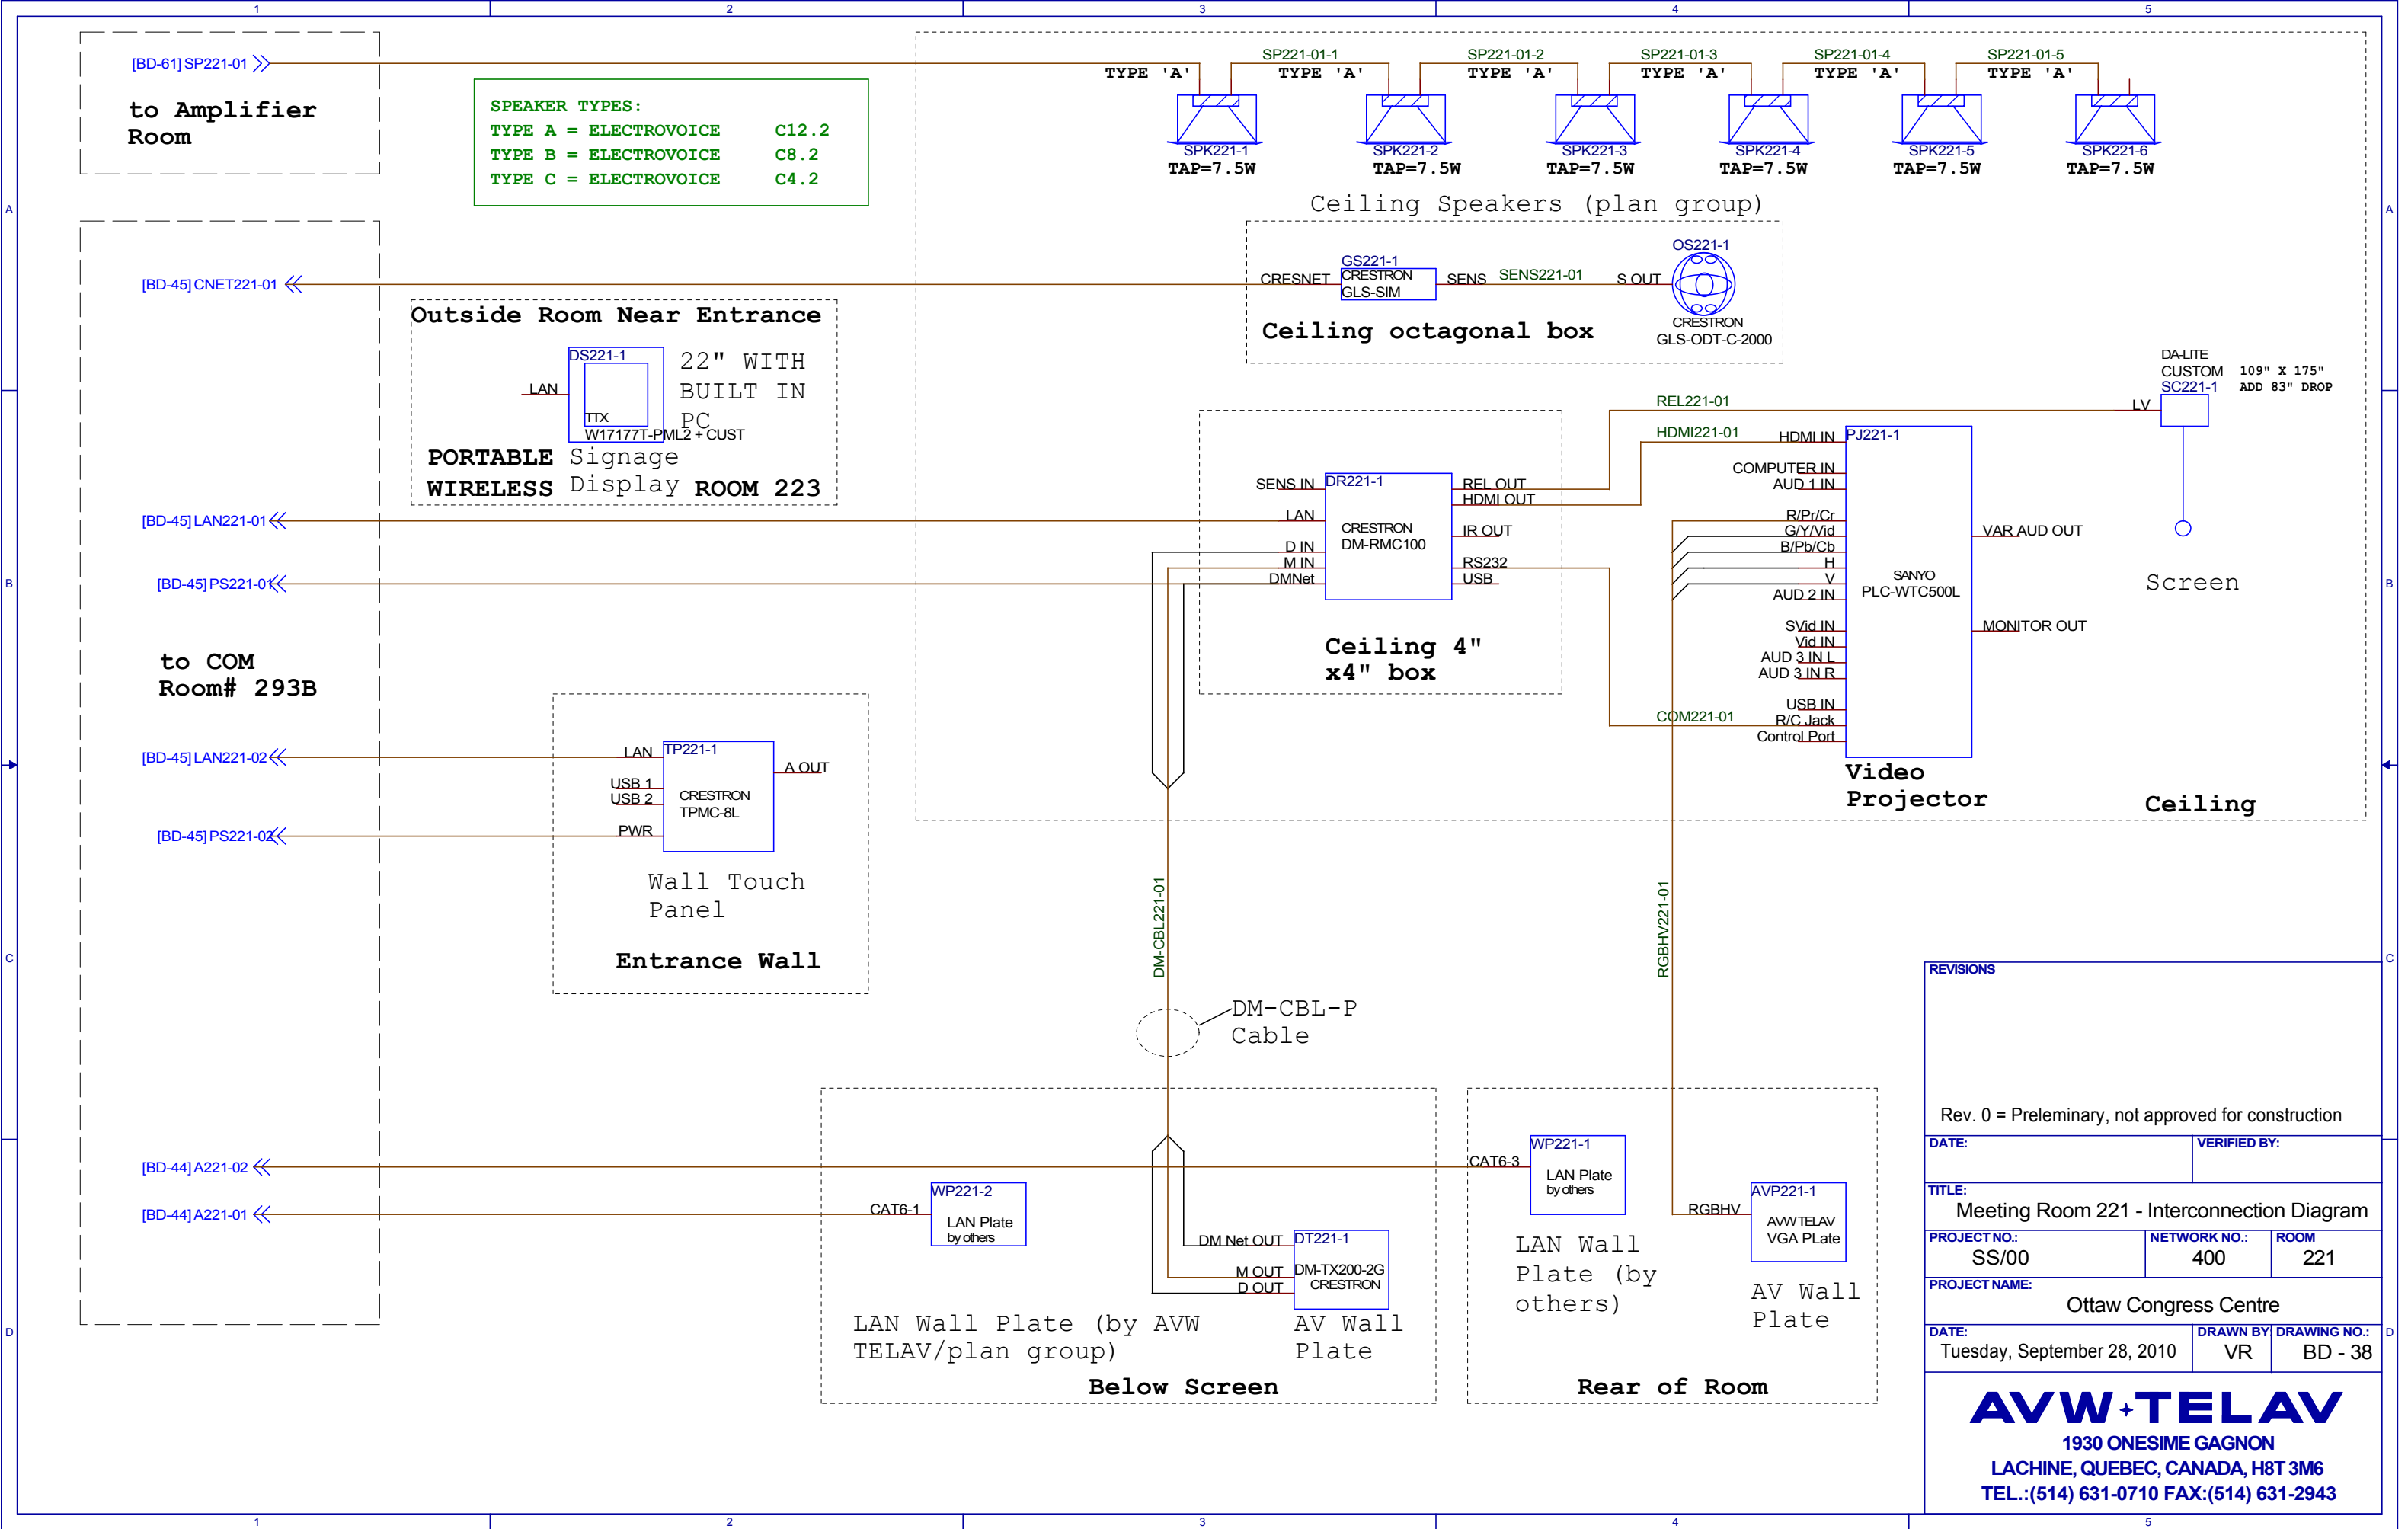 1 2 3 4 5
[BD-61] SP221-01
to Amplifier
Room
SPEAKER TYPES:
TYPE A = ELECTROVOICE C12.2
TYPE B = ELECTROVOICE C8.2
TYPE C = ELECTROVOICE C4.2
SP221-01-1 SP221-01-2 SP221-01-3 SP221-01-4 SP221-01-5
TYPE 'A' TYPE 'A' TYPE 'A' TYPE 'A' TYPE 'A' TYPE 'A'
SPK221-1 SPK221-2 SPK221-3 SPK221-4 SPK221-5 SPK221-6
TAP=7.5W TAP=7.5W TAP=7.5W TAP=7.5W TAP=7.5W TAP=7.5W
Ceiling Speakers (plan group)
A A
[BD-45] CNET221-01
CRESNET
GS221-1
CRESTRON
GLS-SIM
SENS
SENS221-01
S OUT
OS221-1
CRESTRON
GLS-ODT-C-2000
Ceiling octagonal box
Outside Room Near Entrance
DS221-1
LAN
TTX
W17177T-PML2 + CUST
22" WITH
BUILT IN
PC
PORTABLE
WIRELESS
Signage
Display
ROOM 223
DA-LITE
CUSTOM
SC221-1
109" X 175"
ADD 83" DROP
LV
Screen
REL221-01
HDMI221-01
[BD-45] LAN221-01
[BD-45] PS221-01
SENS IN
LAN
D IN
M IN
DMNet
DR221-1
CRESTRON
DM-RMC100
REL OUT
HDMI OUT
IR OUT
RS232
USB
Ceiling 4"
x4" box
HDMI IN
COMPUTER IN
AUD 1 IN
R/Pr/Cr
G/Y/Vid
B/Pb/Cb
H
V
AUD 2 IN
SVid IN
Vid IN
AUD 3 IN L
AUD 3 IN R
USB IN
R/C Jack
Control Port
COM221-01
PJ221-1
SANYO
PLC-WTC500L
VAR AUD OUT
MONITOR OUT
Video
Projector
Ceiling
B B
to COM
Room# 293B
[BD-45] LAN221-02
[BD-45] PS221-02
LAN
USB 1
USB 2
PWR
TP221-1
CRESTRON
TPMC-8L
A OUT
Wall Touch
Panel
Entrance Wall
C C
DM-CBL221-01
RGBHV221-01
DM-CBL-P
Cable
[BD-44] A221-02
[BD-44] A221-01
CAT6-1
WP221-2
LAN Plate
by others
DM Net OUT
M OUT
D OUT
DT221-1
DM-TX200-2G
CRESTRON
LAN Wall Plate (by AVW
TELAV/plan group)
AV Wall
Plate
Below Screen
CAT6-3
WP221-1
LAN Plate
by others
LAN Wall
Plate (by
others)
RGBHV
AVP221-1
AVW TELAV
VGA PLate
AV Wall
Plate
Rear of Room
D D
REVISIONS
Rev. 0 = Preleminary, not approved for construction
DATE: VERIFIED BY:
TITLE:
Meeting Room 221 - Interconnection Diagram
PROJECT NO.: NETWORK NO.: ROOM
SS/00 400 221
PROJECT NAME:
Ottaw Congress Centre
DATE: DRAWN BY: DRAWING NO.:
Tuesday, September 28, 2010 VR BD - 38
AVW TELAV
1930 ONESIME GAGNON
LACHINE, QUEBEC, CANADA, H8T 3M6
TEL.:(514) 631-0710 FAX:(514) 631-2943
1 2 3 4 5